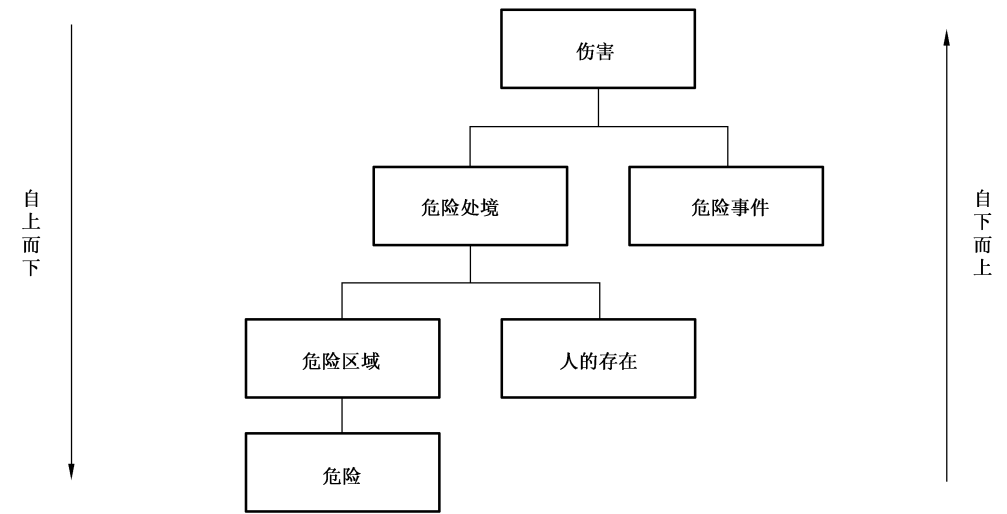 伤害
危险处境
危险事件
自上而下
自下而上
危险区域
人的存在
危险